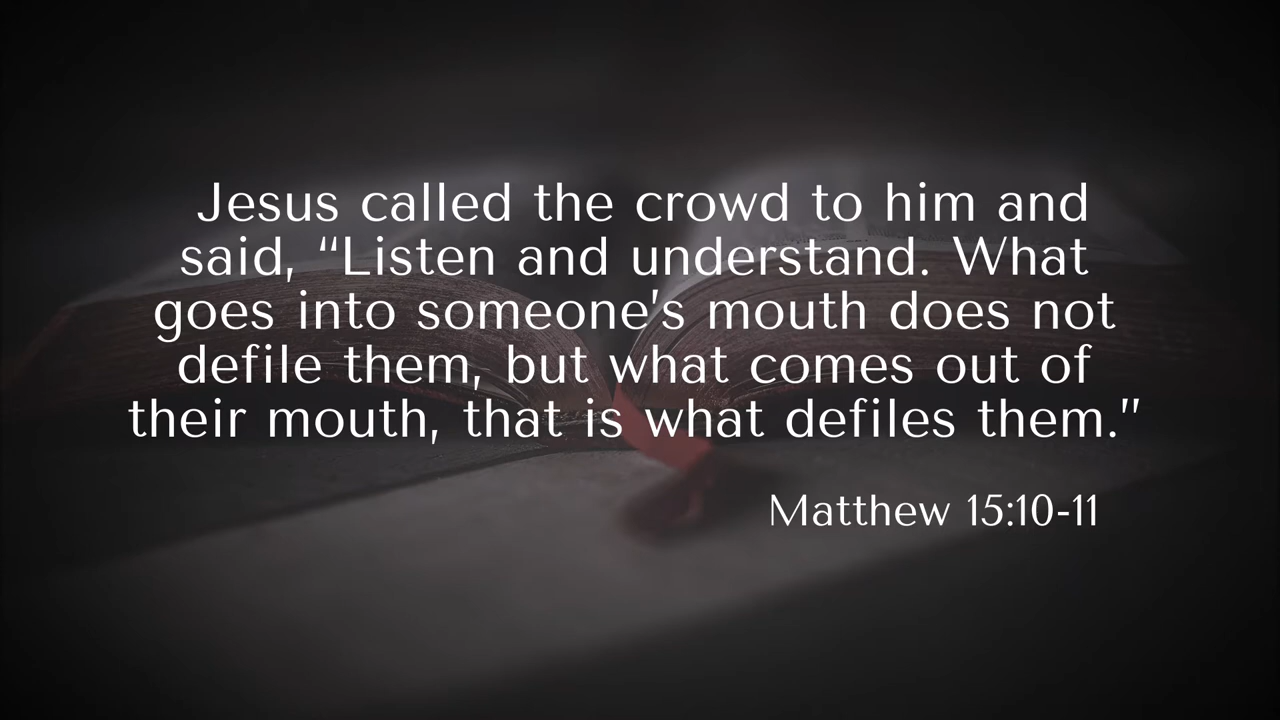 Jesus called the crowd to him and
said, “Listen and understand. What
goes into someone's mouth does not
defile them, but what comes out of
their mouth, that is what defiles them.”
Matthew 15:10-11